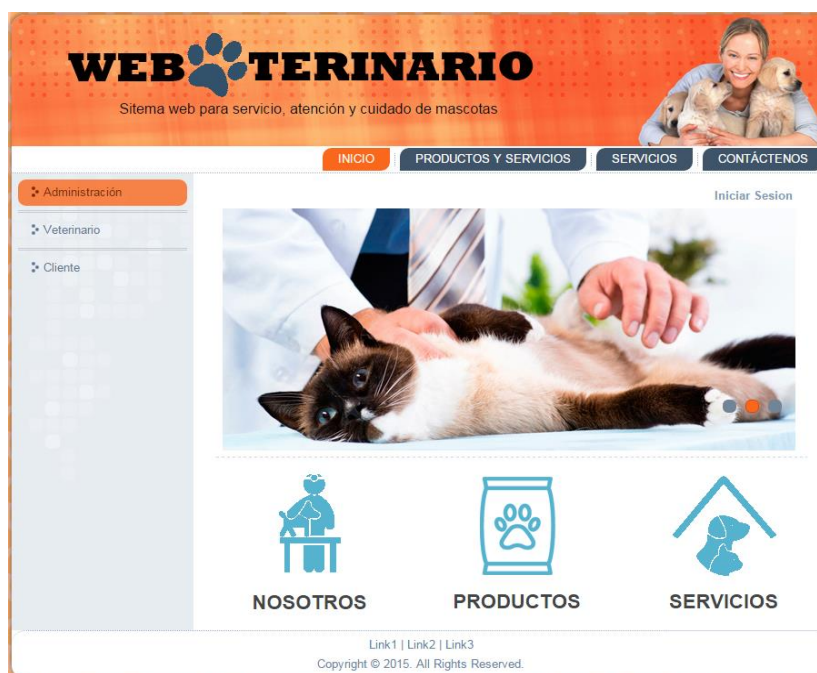 WEB TERINARIO
Sitema web para servicio, atención y cuidado de mascotas
INICIO | PRODUCTOS Y SERVICIOS | SERVICIOS | CONTÁCTENOS
Administración
Veterinario
Cliente
Iniciar Sesion
NOSOTROS PRODUCTOS SERVICIOS
Link1 | Link2 | Link3
Copyright © 2015. All Rights Reserved.